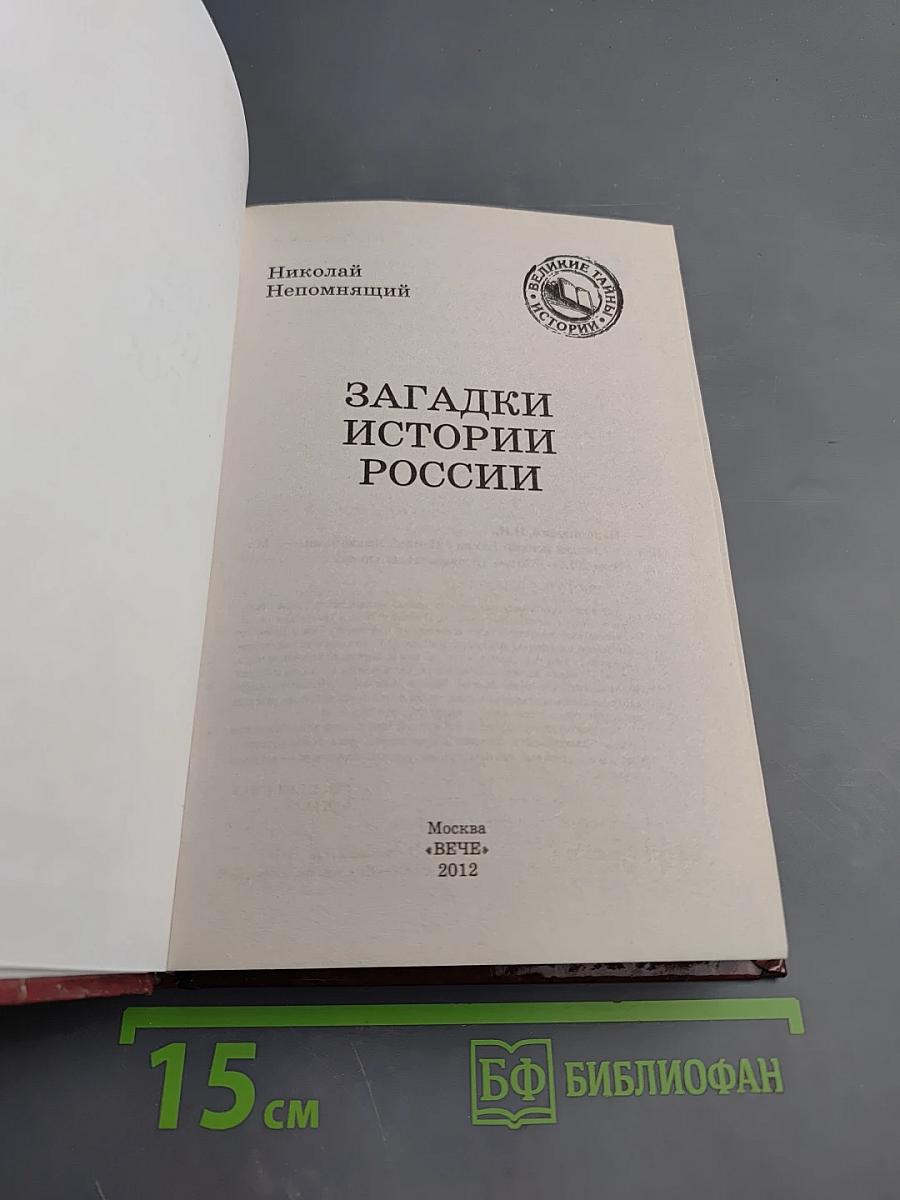 Николай
Непомнящий
ВЕЛИКИЕ ТАЙНЫ
• ИСТОРИИ •
ЗАГАДКИ
ИСТОРИИ
РОССИИ
Москва
«ВЕЧЕ»
2012
15 см
БФ БИБЛИОФАН